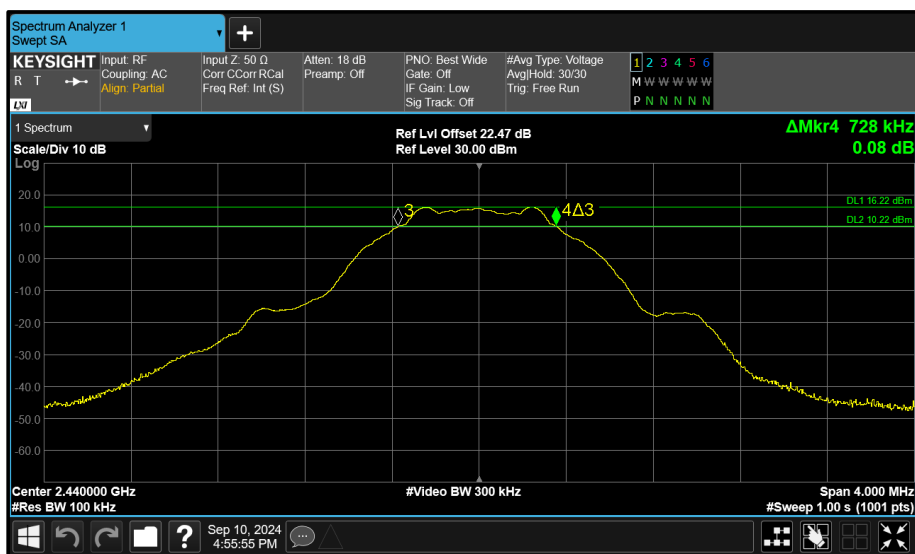 Spectrum Analyzer 1
Swept SA
+
KEYSIGHT
R T
LXI
Input: RF
Coupling: AC
Align: Partial
Input Z: 50 Ω
Corr CCorr RCal
Freq Ref: Int (S)
Atten: 18 dB
Preamp: Off
PNO: Best Wide
Gate: Off
IF Gain: Low
Sig Track: Off
#Avg Type: Voltage
Avg|Hold: 30/30
Trig: Free Run
1 2 3 4 5 6
M W W W W W
P N N N N N
1 Spectrum
Scale/Div 10 dB
Ref Lvl Offset 22.47 dB
Ref Level 30.00 dBm
ΔMkr4 728 kHz
0.08 dB
Log
20.0
10.0
0.00
-10.0
-20.0
-30.0
-40.0
-50.0
-60.0
3
4Δ3
DL1 16.22 dBm
DL2 10.22 dBm
Center 2.440000 GHz
#Res BW 100 kHz
#Video BW 300 kHz
Span 4.000 MHz
#Sweep 1.00 s (1001 pts)
?
Sep 10, 2024
4:55:55 PM